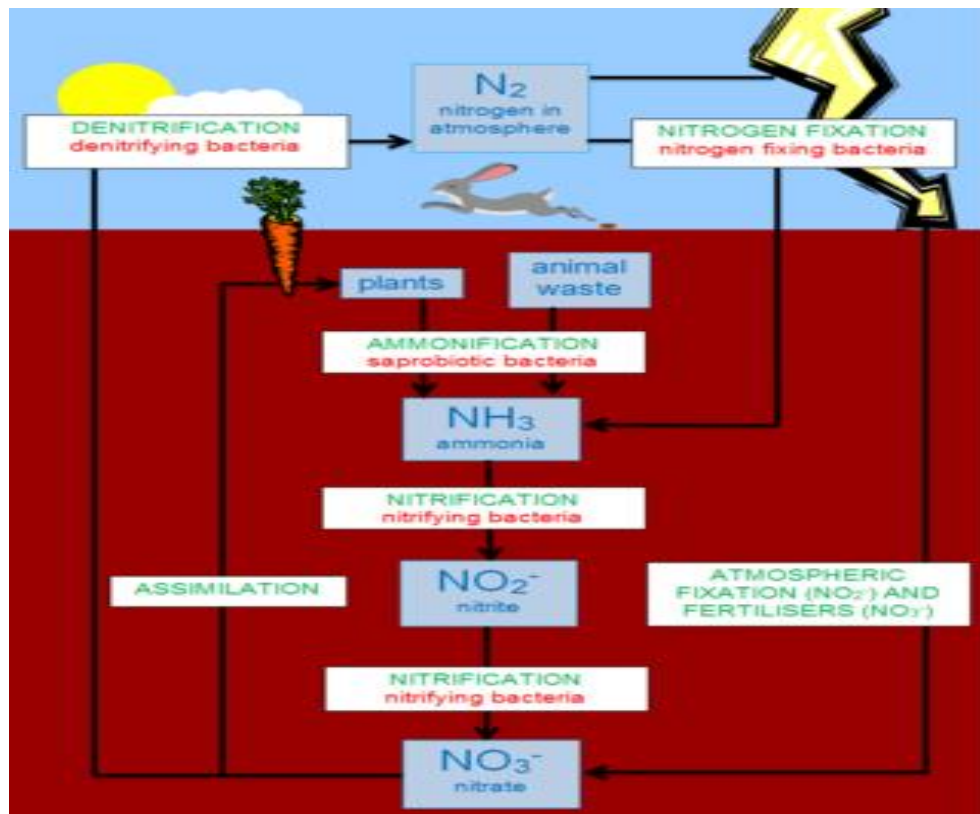 N₂
nitrogen in
atmosphere
DENITRIFICATION
denitrifying bacteria
NITROGEN FIXATION
nitrogen fixing bacteria
plants
animal
waste
AMMONIFICATION
saprobiotic bacteria
NH₃
ammonia
NITRIFICATION
nitrifying bacteria
NO₂⁻
nitrite
ASSIMILATION
ATMOSPHERIC
FIXATION (NO₂⁻) AND
FERTILISERS (NO₃⁻)
NITRIFICATION
nitrifying bacteria
NO₃⁻
nitrate